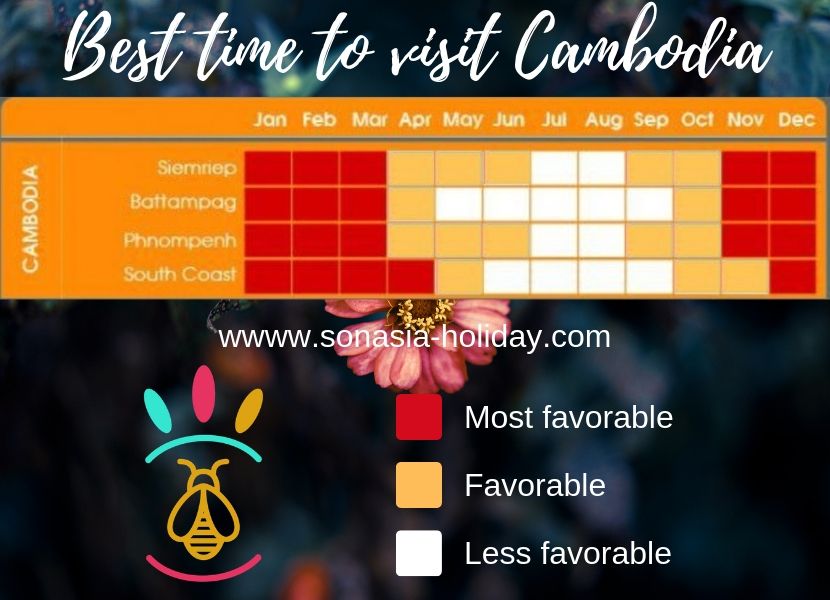 Best time to visit Cambodia
Jan Feb Mar Apr May Jun Jul Aug Sep Oct Nov Dec
CAMBODIA
Siemriep
Battampag
Phnompenh
South Coast
wwww.sonasia-holiday.com
Most favorable
Favorable
Less favorable